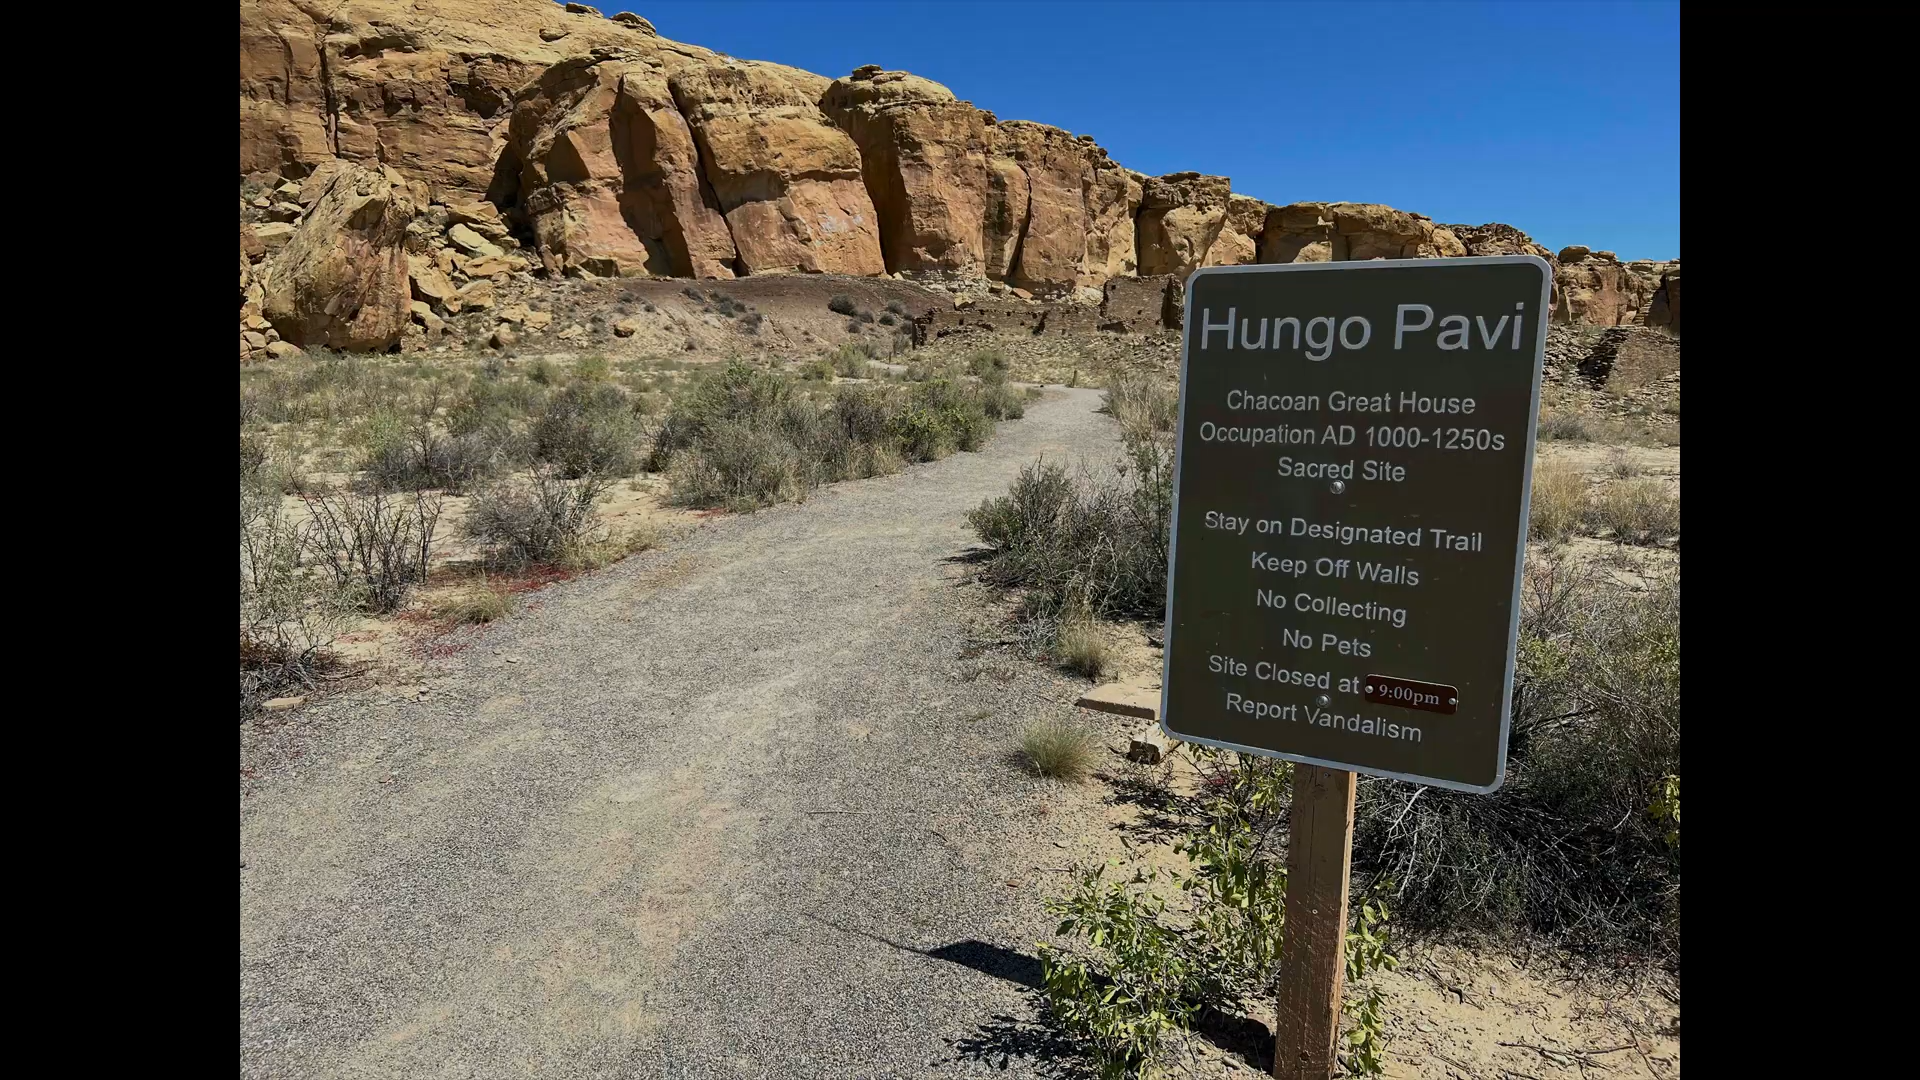 Hungo Pavi
Chacoan Great House
Occupation AD 1000-1250s
Sacred Site
Stay on Designated Trail
Keep Off Walls
No Collecting
No Pets
Site Closed at 9:00pm
Report Vandalism